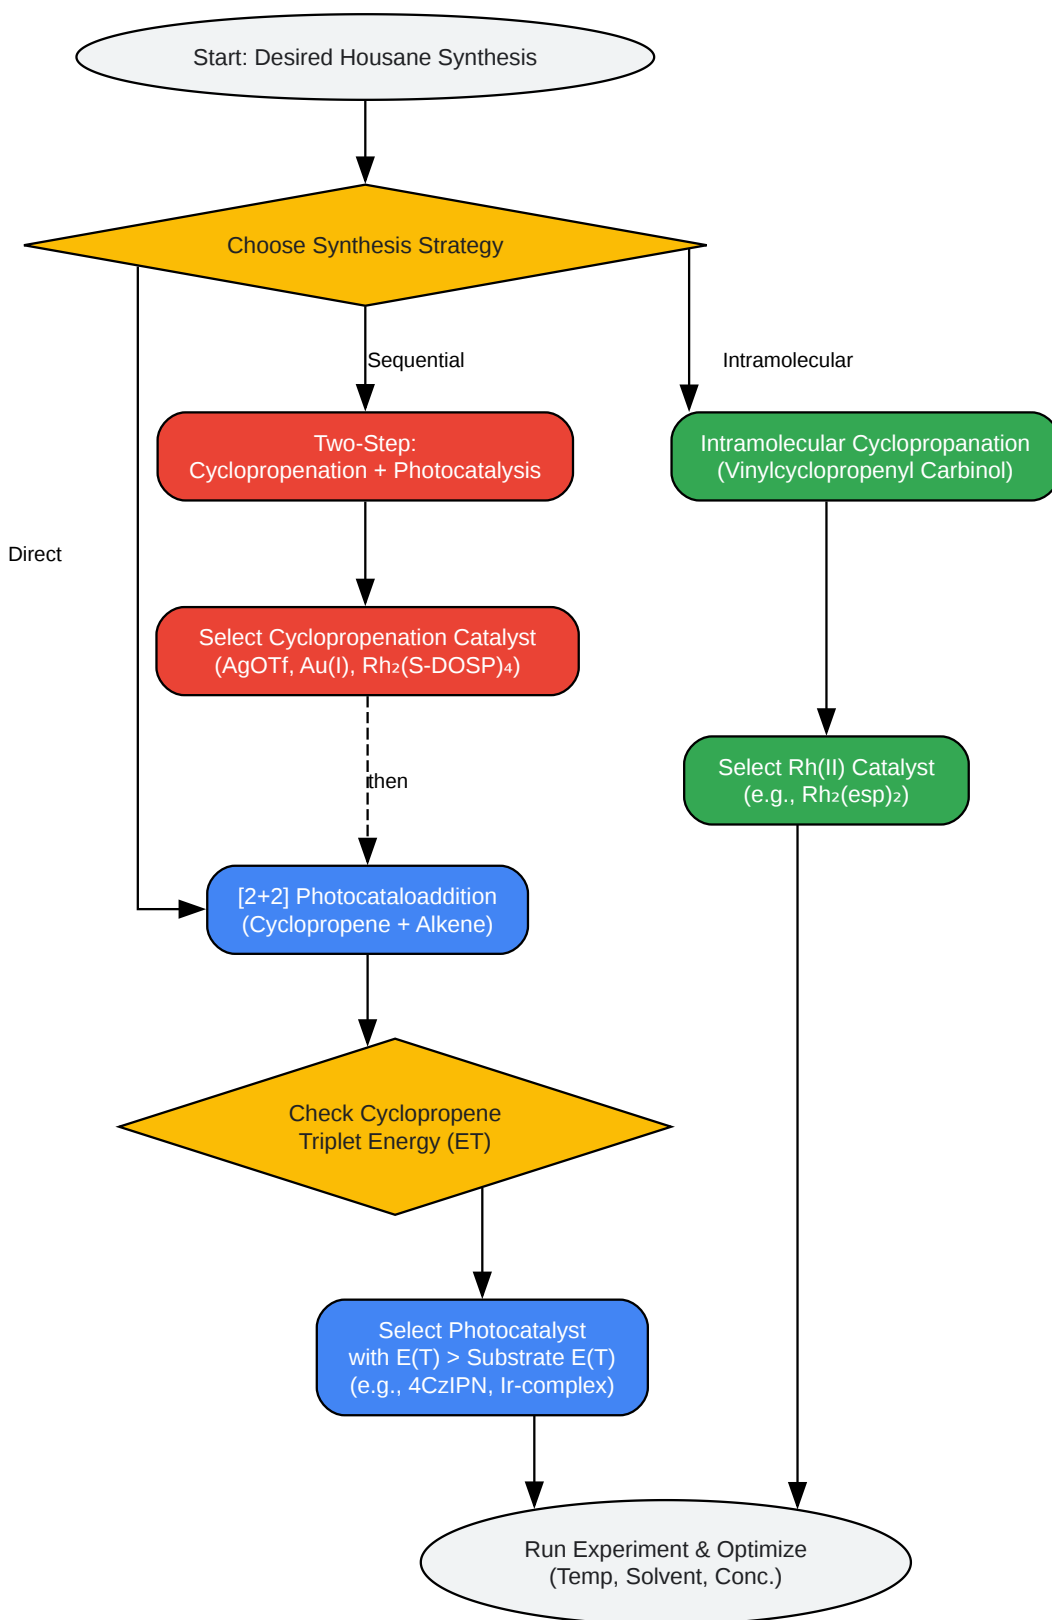 Start: Desired Housane Synthesis
Choose Synthesis Strategy
Sequential
Intramolecular
Two-Step:
Cyclopropenation + Photocatalysis
Intramolecular Cyclopropanation
(Vinylcyclopropenyl Carbinol)
Direct
Select Cyclopropenation Catalyst
(AgOTf, Au(I), Rh₂(S-DOSP)₄)
Select Rh(II) Catalyst
(e.g., Rh₂(esp)₂)
then
[2+2] Photocataloaddition
(Cyclopropene + Alkene)
Check Cyclopropene
Triplet Energy (ET)
Select Photocatalyst
with E(T) > Substrate E(T)
(e.g., 4CzIPN, Ir-complex)
Run Experiment & Optimize
(Temp, Solvent, Conc.)